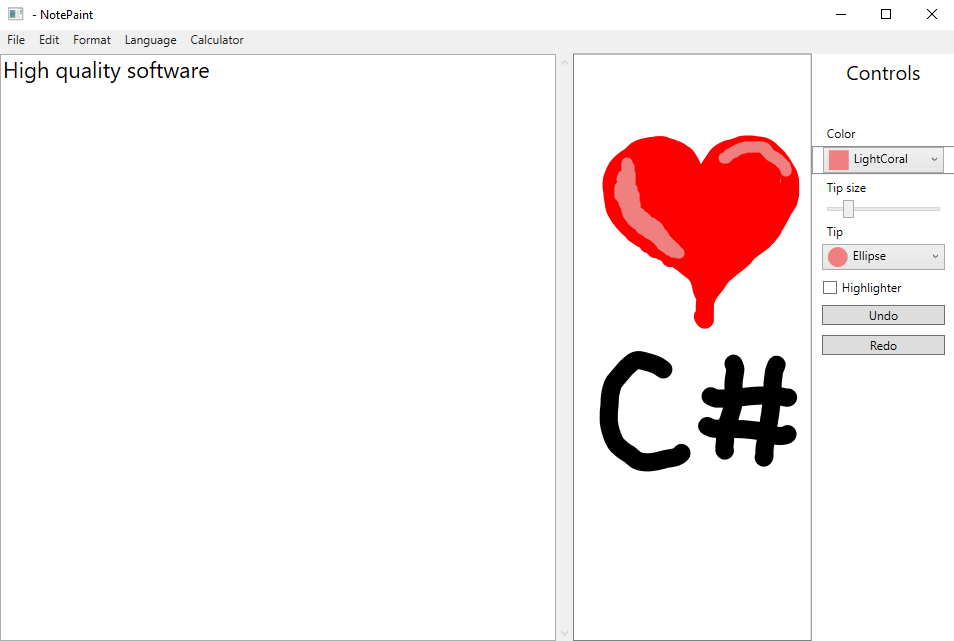 - NotePaint
File Edit Format Language Calculator
High quality software
C#
Controls
Color
LightCoral
Tip size
Tip
Ellipse
Highlighter
Undo
Redo